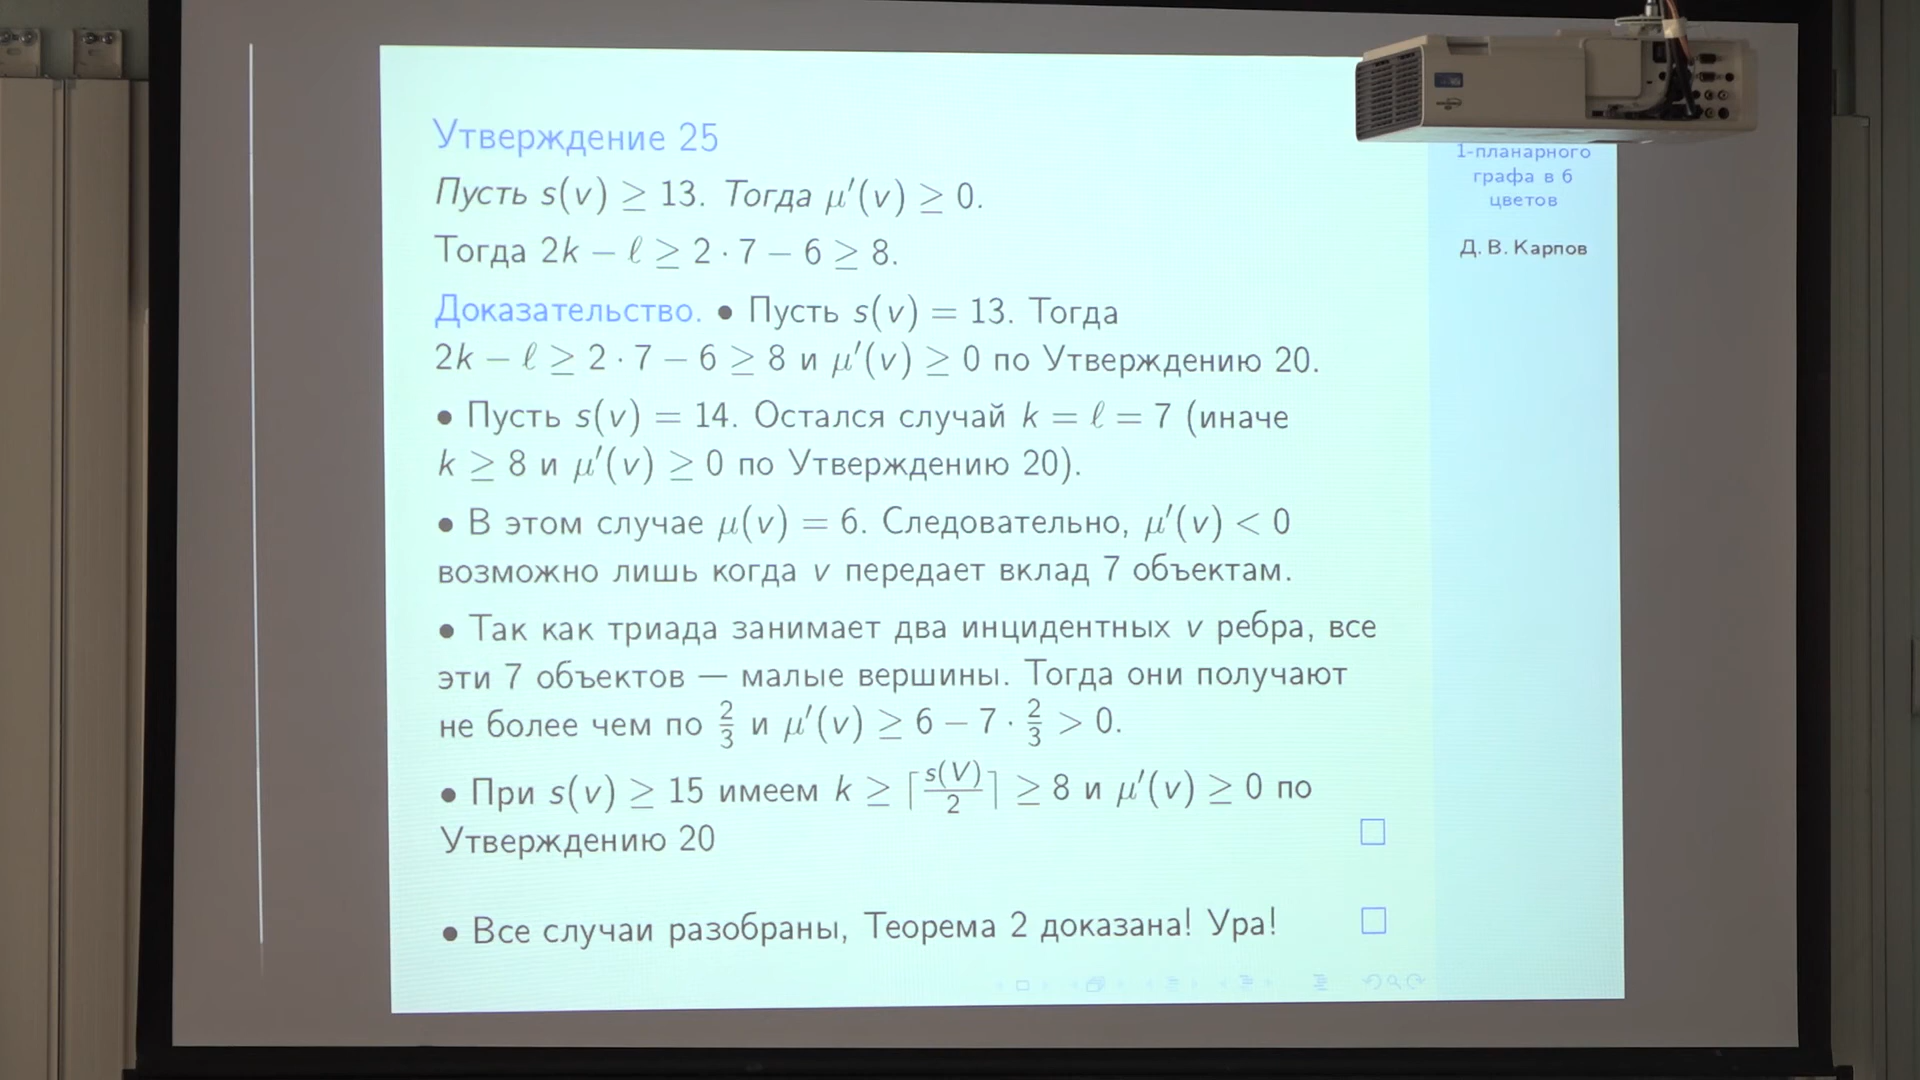 Утверждение 25
Пусть s(v) ≥ 13. Тогда μ′(v) ≥ 0.
Тогда 2k − ℓ ≥ 2 · 7 − 6 ≥ 8.
Доказательство. • Пусть s(v) = 13. Тогда
2k − ℓ ≥ 2 · 7 − 6 ≥ 8 и μ′(v) ≥ 0 по Утверждению 20.
• Пусть s(v) = 14. Остался случай k = ℓ = 7 (иначе
k ≥ 8 и μ′(v) ≥ 0 по Утверждению 20).
• В этом случае μ(v) = 6. Следовательно, μ′(v) < 0
возможно лишь когда v передает вклад 7 объектам.
• Так как триада занимает два инцидентных v ребра, все
эти 7 объектов — малые вершины. Тогда они получают
не более чем по 2/3 и μ′(v) ≥ 6 − 7 · 2/3 > 0.
• При s(v) ≥ 15 имеем k ≥ ⌈s(V)/2⌉ ≥ 8 и μ′(v) ≥ 0 по
Утверждению 20
• Все случаи разобраны, Теорема 2 доказана! Ура!
1-планарного
графа в 6
цветов
Д. В. Карпов